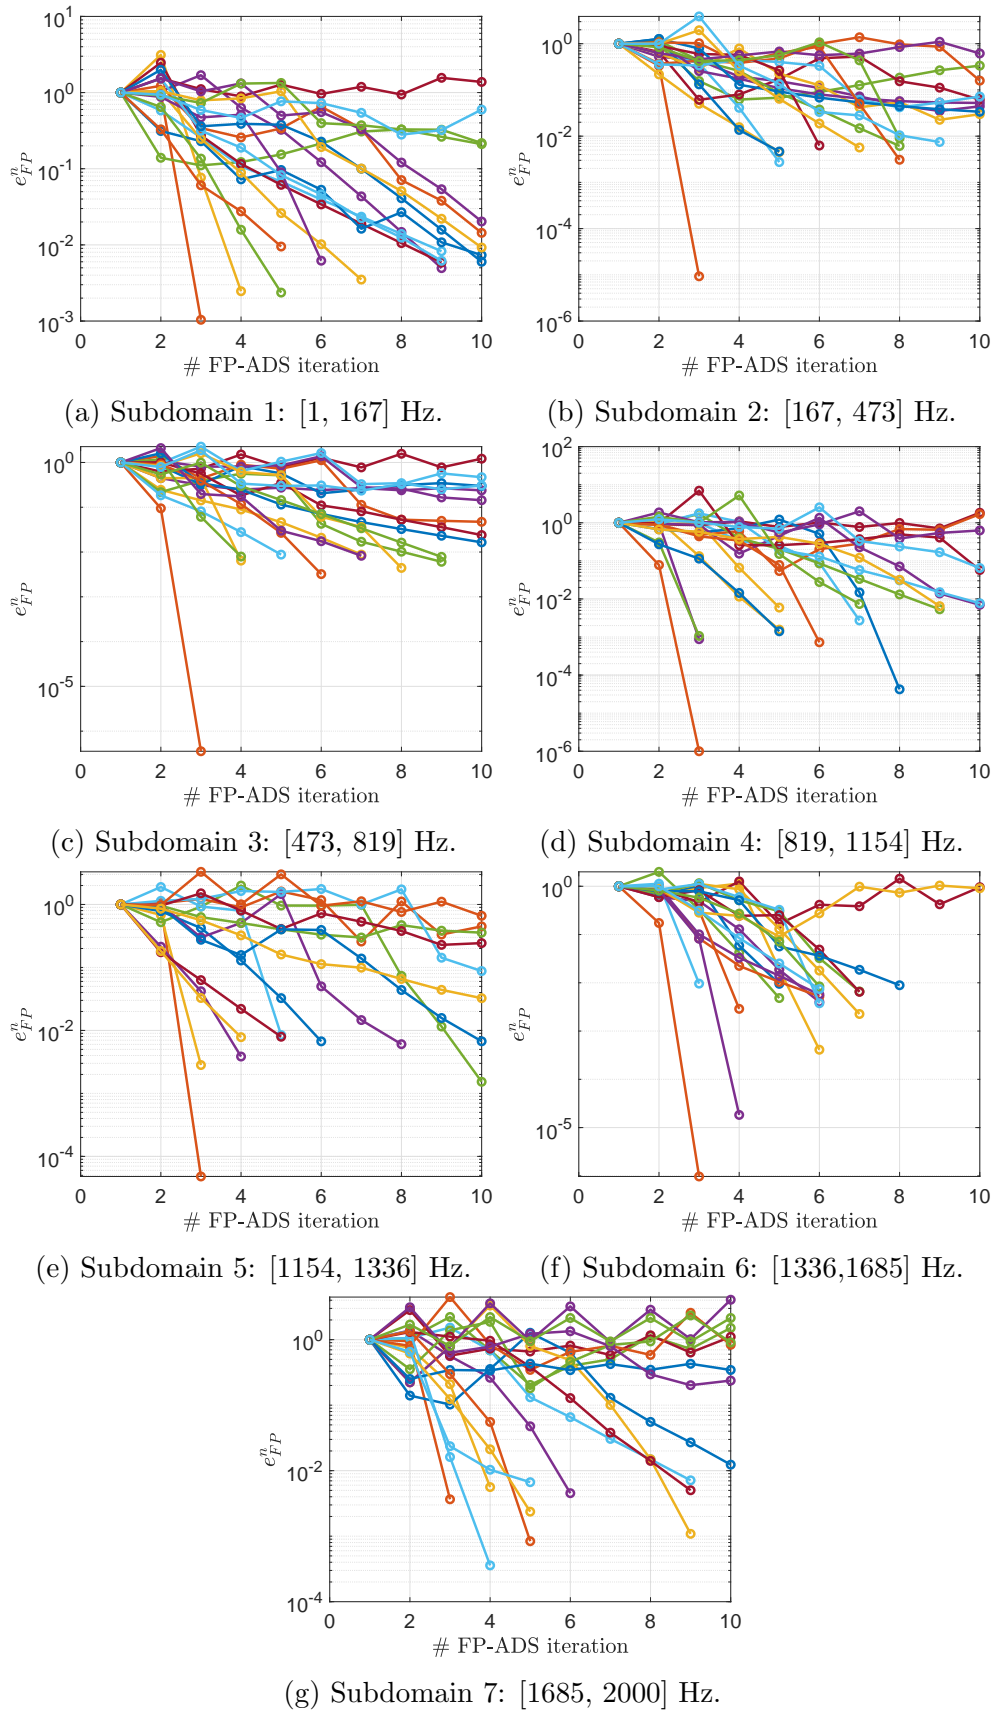 10^1
10^0
10^-1
10^-2
10^-3
e^n_FP
0 2 4 6 8 10
# FP-ADS iteration
(a) Subdomain 1: [1, 167] Hz.
10^0
10^-2
10^-4
10^-6
e^n_FP
0 2 4 6 8 10
# FP-ADS iteration
(b) Subdomain 2: [167, 473] Hz.
10^0
10^-5
e^n_FP
0 2 4 6 8 10
# FP-ADS iteration
(c) Subdomain 3: [473, 819] Hz.
10^2
10^0
10^-2
10^-4
10^-6
e^n_FP
0 2 4 6 8 10
# FP-ADS iteration
(d) Subdomain 4: [819, 1154] Hz.
10^0
10^-2
10^-4
e^n_FP
0 2 4 6 8 10
# FP-ADS iteration
(e) Subdomain 5: [1154, 1336] Hz.
10^0
10^-5
e^n_FP
0 2 4 6 8 10
# FP-ADS iteration
(f) Subdomain 6: [1336,1685] Hz.
10^0
10^-2
10^-4
e^n_FP
0 2 4 6 8 10
# FP-ADS iteration
(g) Subdomain 7: [1685, 2000] Hz.